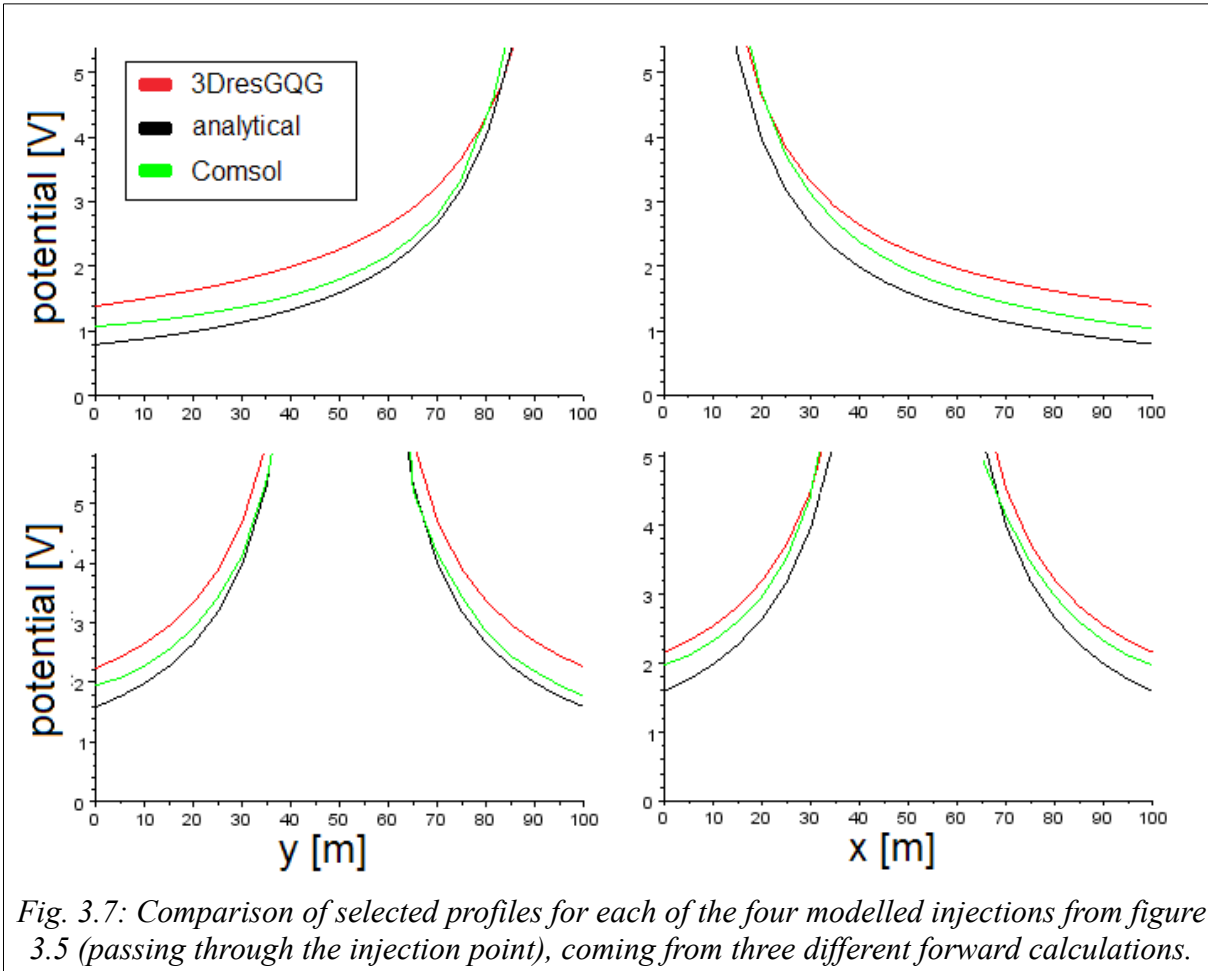 potential [V]
5
4
3
2
1
0
3DresGQG
analytical
Comsol
0 10 20 30 40 50 60 70 80 90 100
5
4
3
2
1
0
0 10 20 30 40 50 60 70 80 90 100
potential [V]
5
4
3
2
1
0
0 10 20 30 40 50 60 70 80 90 100
y [m]
5
4
3
2
1
0
0 10 20 30 40 50 60 70 80 90 100
x [m]
Fig. 3.7: Comparison of selected profiles for each of the four modelled injections from figure
3.5 (passing through the injection point), coming from three different forward calculations.